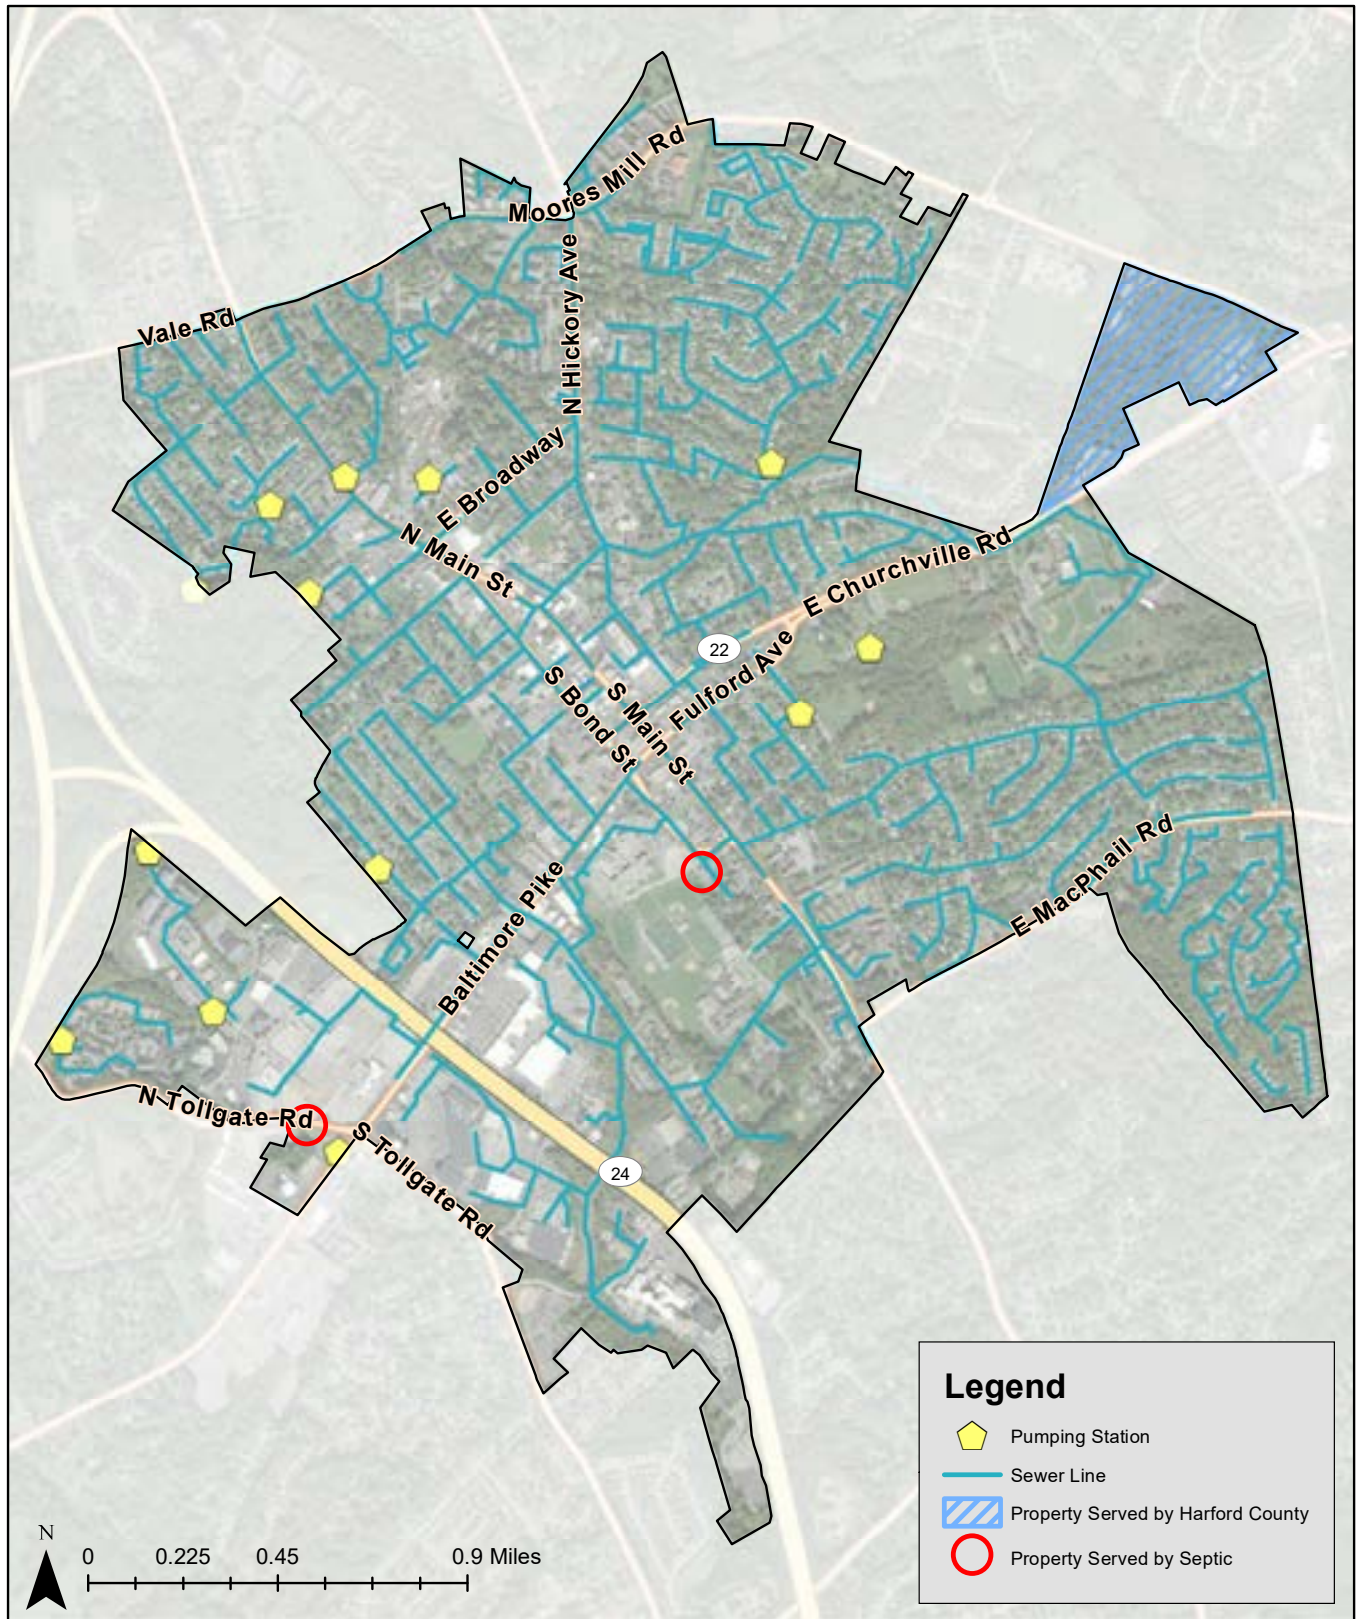 Moores Mill Rd
N Hickory Ave
Vale Rd
E Broadway
N Main St
E Churchville Rd
22
Fulford Ave
S Main St
S Bond St
E MacPhail Rd
Baltimore Pike
N Tollgate Rd
S Tollgate Rd
24
Legend
Pumping Station
Sewer Line
Property Served by Harford County
Property Served by Septic
N
0 0.225 0.45 0.9 Miles